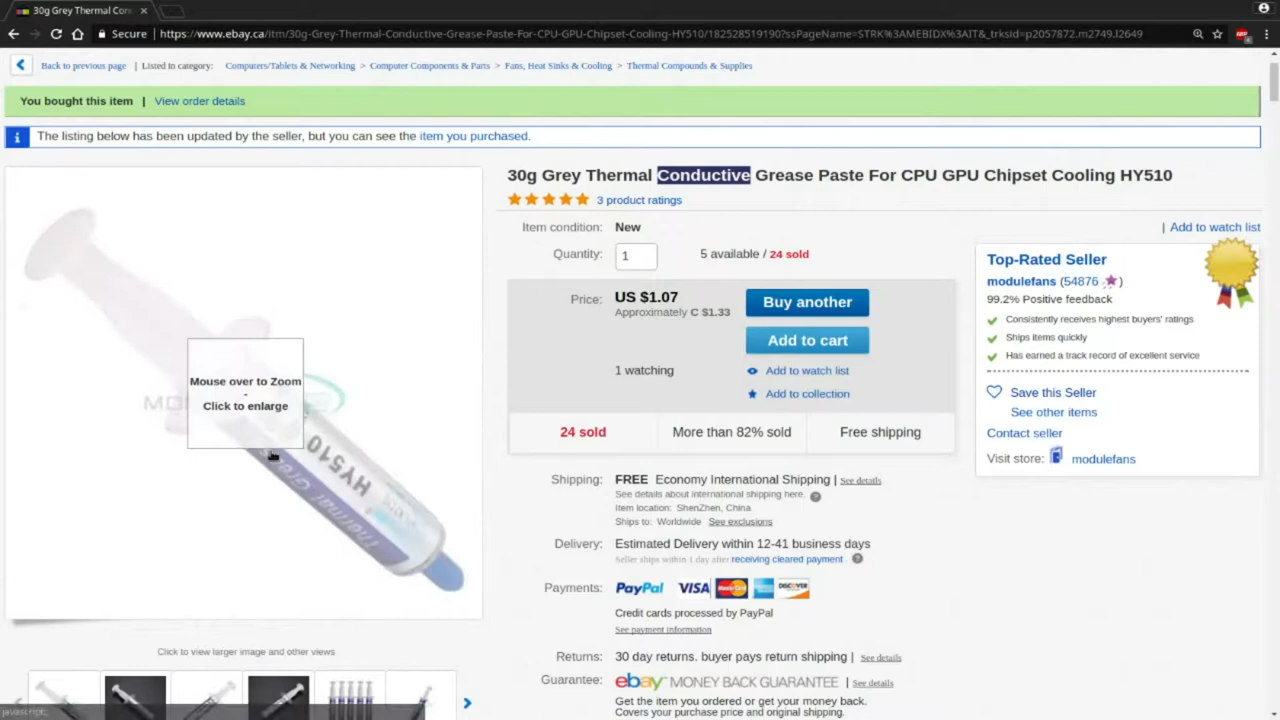 30g Grey Thermal Con
Secure | https://www.ebay.ca/itm/30g-Grey-Thermal-Conductive-Grease-Paste-For-CPU-GPU-Chipset-Cooling-HY510/182528519190?ssPageName=STRK%3AMEBIDX%3AIT&_trksid=p2057872.m2749.l2649
Back to previous page | Listed in category: Computers/Tablets & Networking > Computer Components & Parts > Fans, Heat Sinks & Cooling > Thermal Compounds & Supplies
You bought this item | View order details
The listing below has been updated by the seller, but you can see the item you purchased.
30g Grey Thermal Conductive Grease Paste For CPU GPU Chipset Cooling HY510
3 product ratings
Item condition: New
| Add to watch list
Quantity: 1 5 available / 24 sold
Price: US $1.07
Approximately C $1.33
Buy another
Add to cart
1 watching
Add to watch list
Add to collection
24 sold
More than 82% sold
Free shipping
Top-Rated Seller
modulefans (54876 )
99.2% Positive feedback
Consistently receives highest buyers' ratings
Ships items quickly
Has earned a track record of excellent service
Save this Seller
See other items
Contact seller
Visit store: modulefans
Mouse over to Zoom
-
Click to enlarge
HY510
Thermal Grease
Shipping: FREE Economy International Shipping | See details
See details about international shipping here.
Item location: ShenZhen, China
Ships to: Worldwide See exclusions
Delivery: Estimated Delivery within 12-41 business days
Seller ships within 1 day after receiving cleared payment
Payments: PayPal VISA MasterCard DISCOVER
Credit cards processed by PayPal
See payment information
Returns: 30 day returns. buyer pays return shipping | See details
Guarantee: ebay MONEY BACK GUARANTEE | See details
Get the item you ordered or get your money back.
Covers your purchase price and original shipping.
Click to view larger image and other views